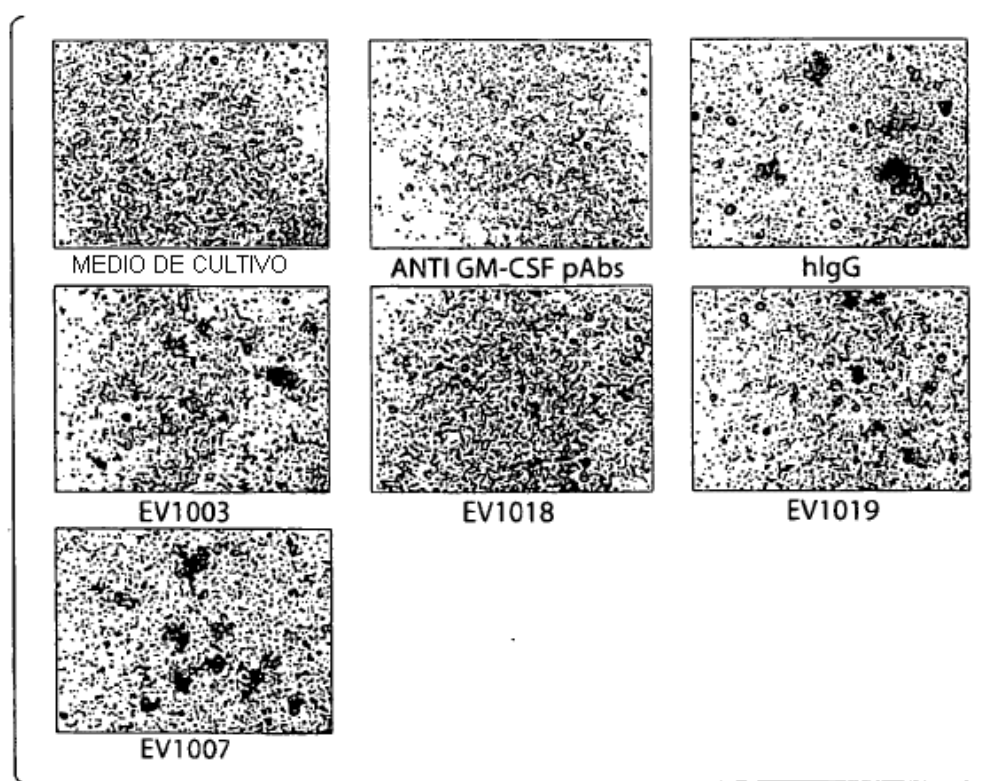 MEDIO DE CULTIVO
ANTI GM-CSF pAbs
hIgG
EV1003
EV1018
EV1019
EV1007